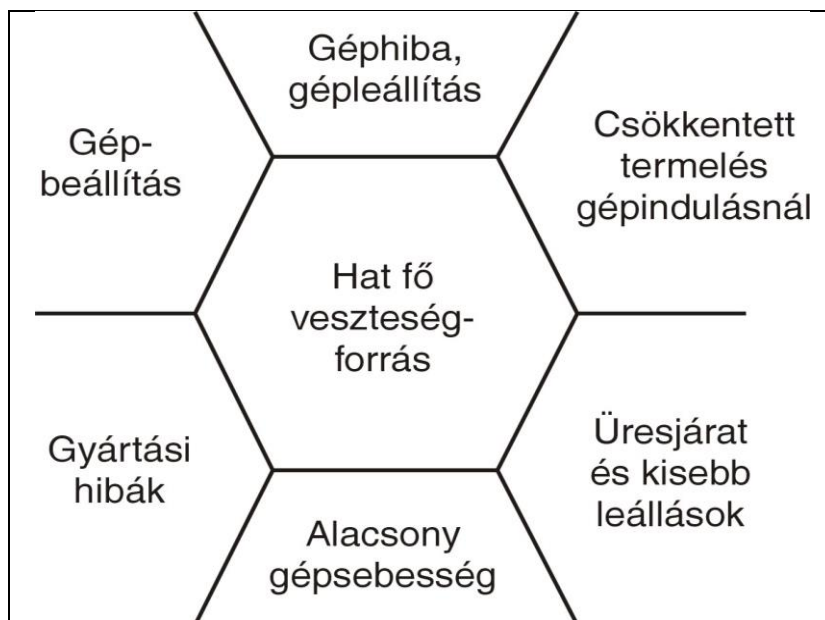 Géphiba,
gépleállítás
Gép-
beállítás
Csökkentett
termelés
gépindulásnál
Hat fő
veszteség-
forrás
Gyártási
hibák
Üresjárat
és kisebb
leállások
Alacsony
gépsebesség